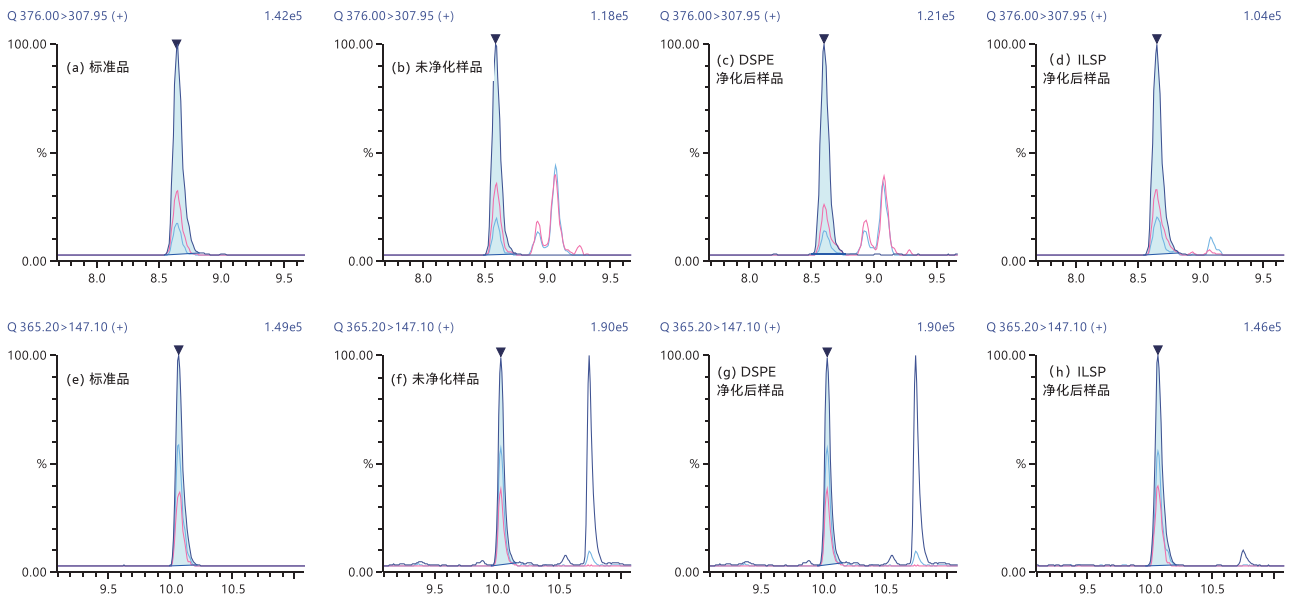 Q 376.00>307.95 (+) 1.42e5
100.00
(a) 标准品
%
0.00
8.0 8.5 9.0 9.5
Q 376.00>307.95 (+) 1.18e5
100.00
(b) 未净化样品
%
0.00
8.0 8.5 9.0 9.5
Q 376.00>307.95 (+) 1.21e5
100.00
(c) DSPE
净化后样品
%
0.00
8.0 8.5 9.0 9.5
Q 376.00>307.95 (+) 1.04e5
100.00
(d) ILSP
净化后样品
%
0.00
8.0 8.5 9.0 9.5
Q 365.20>147.10 (+) 1.49e5
100.00
(e) 标准品
%
0.00
9.5 10.0 10.5
Q 365.20>147.10 (+) 1.90e5
100.00
(f) 未净化样品
%
0.00
9.5 10.0 10.5
Q 365.20>147.10 (+) 1.90e5
100.00
(g) DSPE
净化后样品
%
0.00
9.5 10.0 10.5
Q 365.20>147.10 (+) 1.46e5
100.00
(h) ILSP
净化后样品
%
0.00
9.5 10.0 10.5